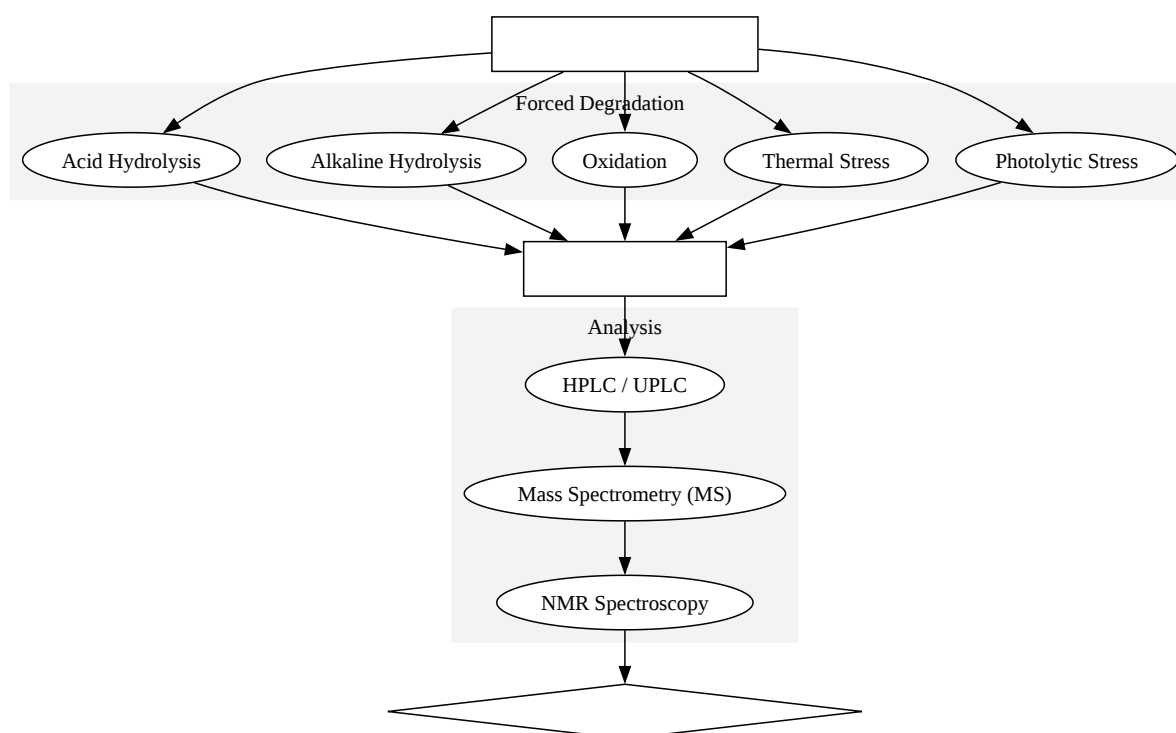 Forced Degradation
Acid Hydrolysis
Alkaline Hydrolysis
Oxidation
Thermal Stress
Photolytic Stress
Analysis
HPLC / UPLC
Mass Spectrometry (MS)
NMR Spectroscopy